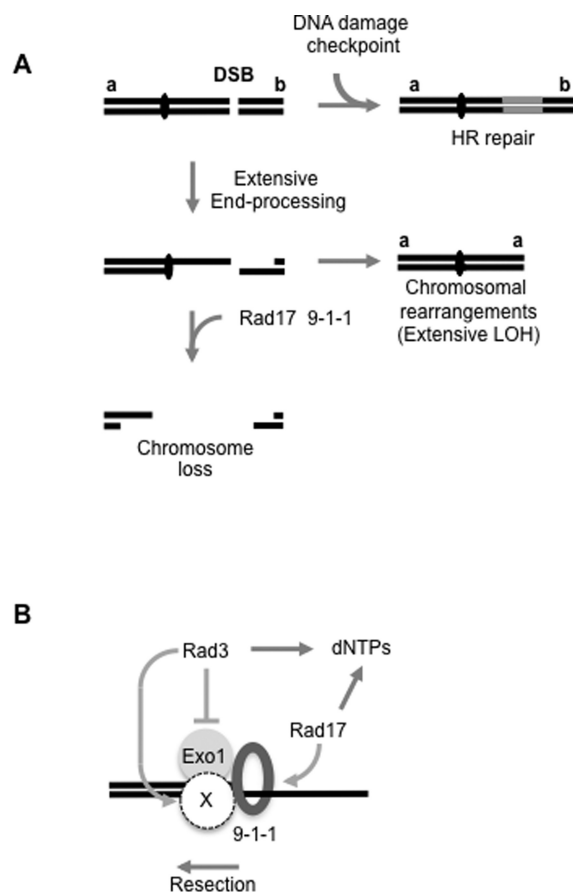 A
DNA damage
checkpoint
a
DSB
b
a
b
HR repair
Extensive
End-processing
a
a
Rad17 9-1-1
Chromosomal
rearrangements
(Extensive LOH)
Chromosome
loss
B
Rad3
dNTPs
Rad17
Exo1
X
9-1-1
Resection